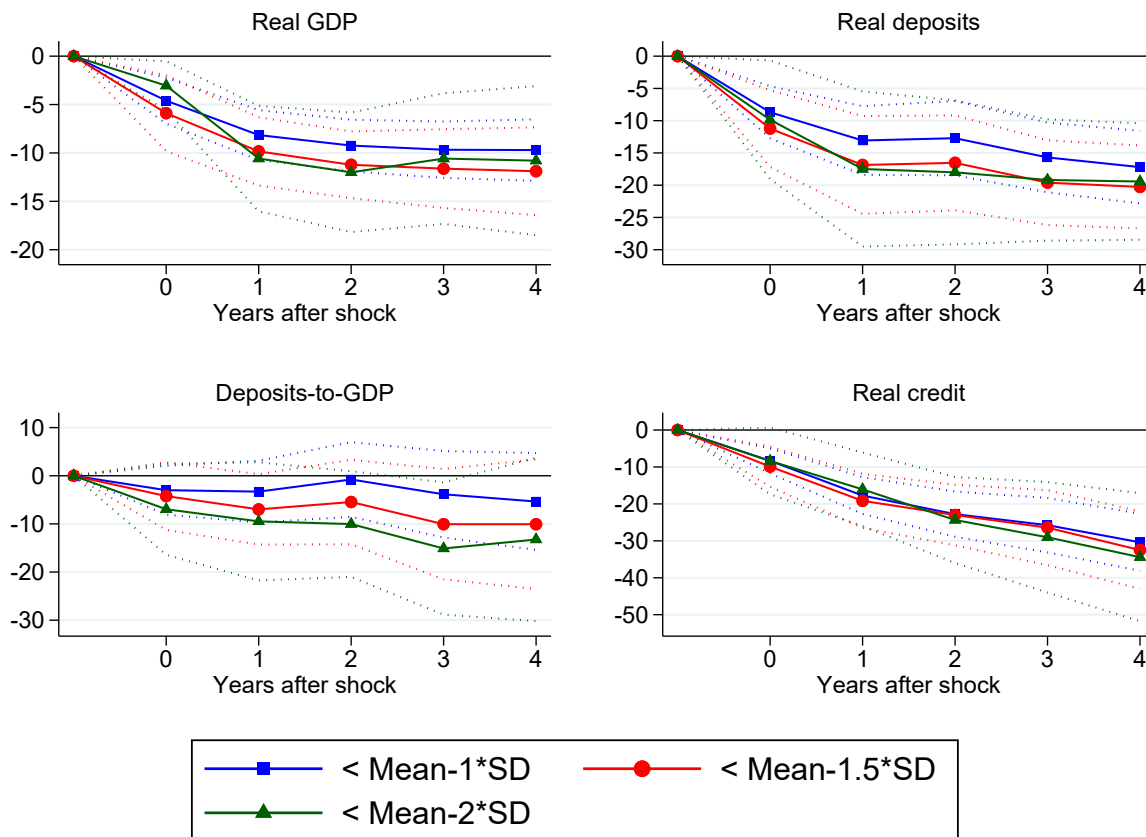 Real GDP
0
-5
-10
-15
-20
0 1 2 3 4
Years after shock
Real deposits
0
-5
-10
-15
-20
-25
-30
0 1 2 3 4
Years after shock
Deposits-to-GDP
10
0
-10
-20
-30
0 1 2 3 4
Years after shock
Real credit
0
-10
-20
-30
-40
-50
0 1 2 3 4
Years after shock
< Mean-1*SD
< Mean-1.5*SD
< Mean-2*SD